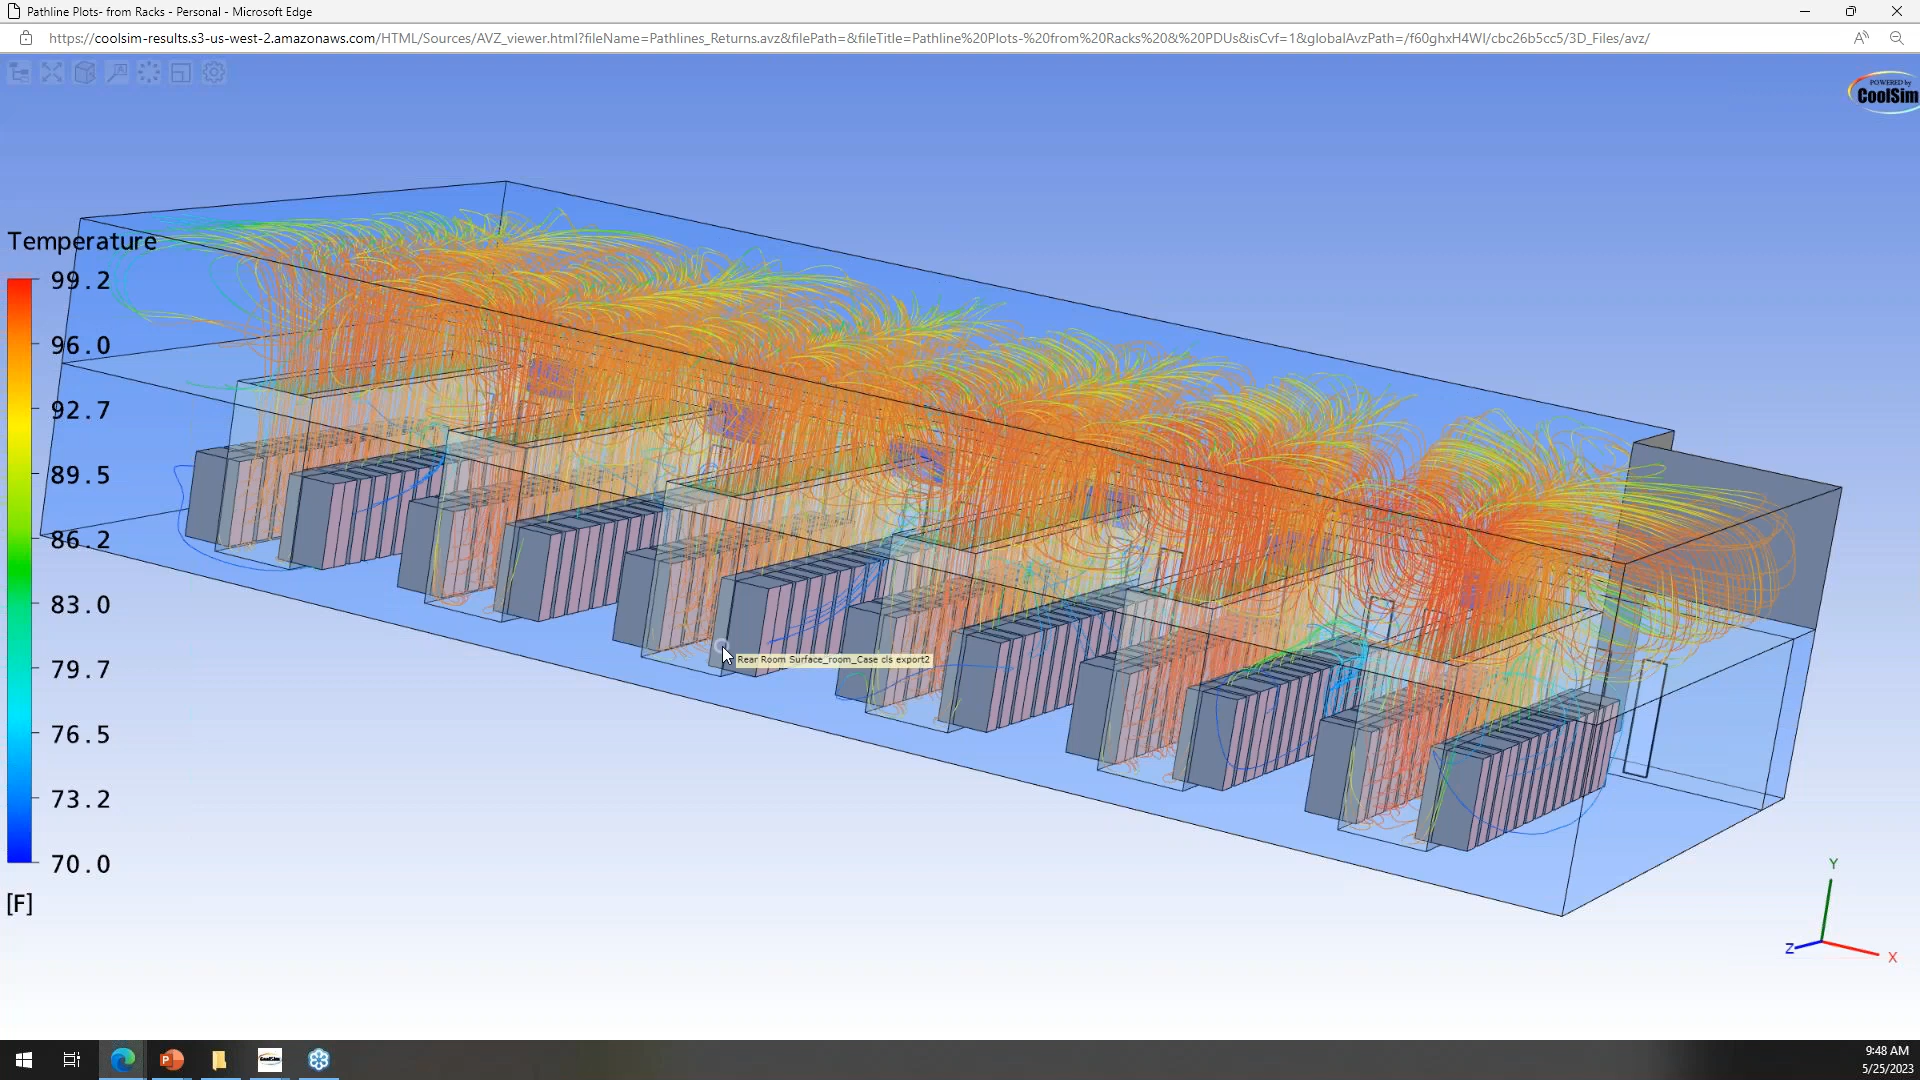 Pathline Plots- from Racks - Personal - Microsoft Edge
https://coolsim-results.s3-us-west-2.amazonaws.com/HTML/Sources/AVZ_viewer.html?fileName=Pathlines_Returns.avz&filePath=&fileTitle=Pathline%20Plots-%20from%20Racks%20&%20PDUs&isCvf=1&globalAvzPath=/f60ghxH4WI/cbc26b5cc5/3D_Files/avz/
POWERED by
CoolSim
Temperature
99.2
96.0
92.7
89.5
86.2
83.0
79.7
76.5
73.2
70.0
[F]
Rear Room Surface_room_Case cls export2
Y
Z
X
CoolSim
9:48 AM
5/25/2023